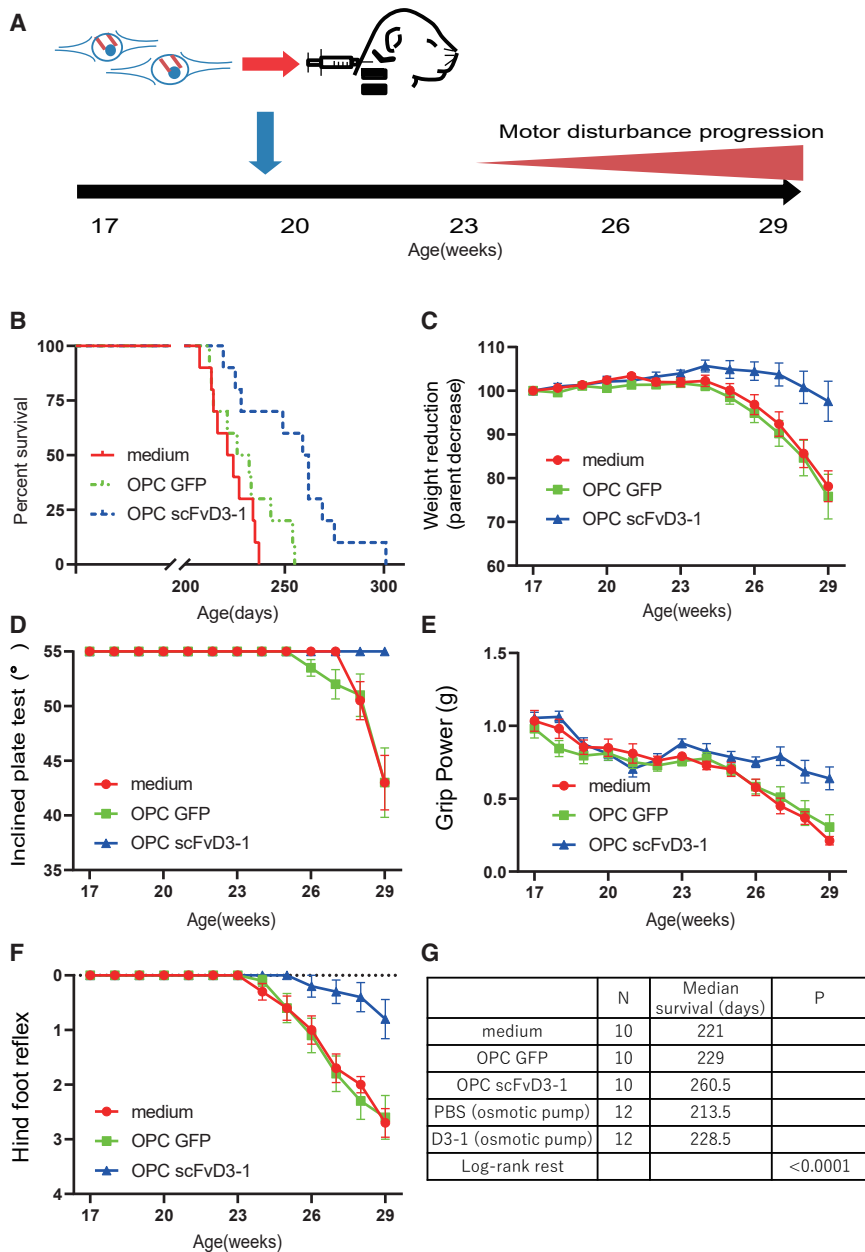 A
Motor disturbance progression
17 20 23 26 29
Age(weeks)
B
100
75
50
25
0
Percent survival
medium
OPC GFP
OPC scFvD3-1
200 250 300
Age(days)
C
110
100
90
80
70
60
Weight reduction
(parent decrease)
medium
OPC GFP
OPC scFvD3-1
17 20 23 26 29
Age(weeks)
D
55
45
35
Inclined plate test (° )
medium
OPC GFP
OPC scFvD3-1
17 20 23 26 29
Age(weeks)
E
1.5
1.0
0.5
0.0
Grip Power (g)
medium
OPC GFP
OPC scFvD3-1
17 20 23 26 29
Age(weeks)
F
0
1
2
3
4
Hind foot reflex
medium
OPC GFP
OPC scFvD3-1
17 20 23 26 29
Age(weeks)
G
N Median survival (days) P
medium 10 221
OPC GFP 10 229
OPC scFvD3-1 10 260.5
PBS (osmotic pump) 12 213.5
D3-1 (osmotic pump) 12 228.5
Log-rank rest <0.0001